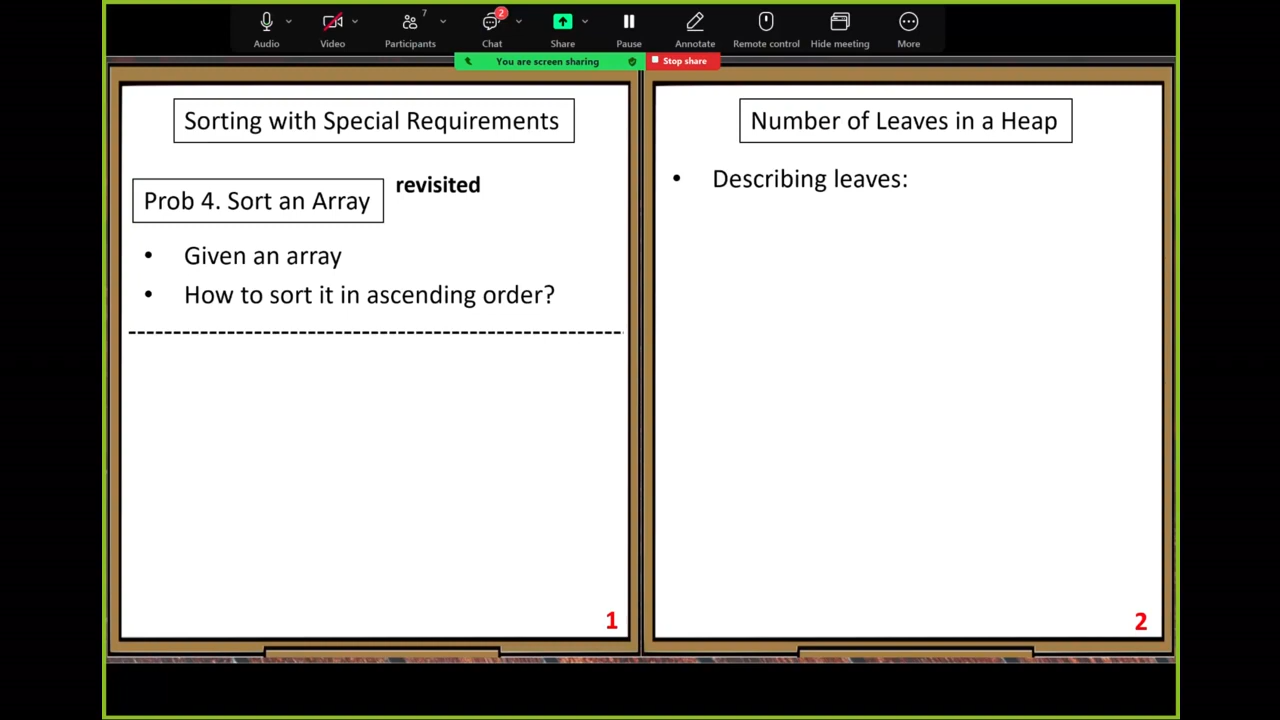 7
2
Audio
Video
Participants
Chat
Share
Pause
Annotate
Remote control
Hide meeting
More
You are screen sharing
Stop share
Sorting with Special Requirements
revisited
Prob 4. Sort an Array
• Given an array
• How to sort it in ascending order?
1
Number of Leaves in a Heap
• Describing leaves:
2